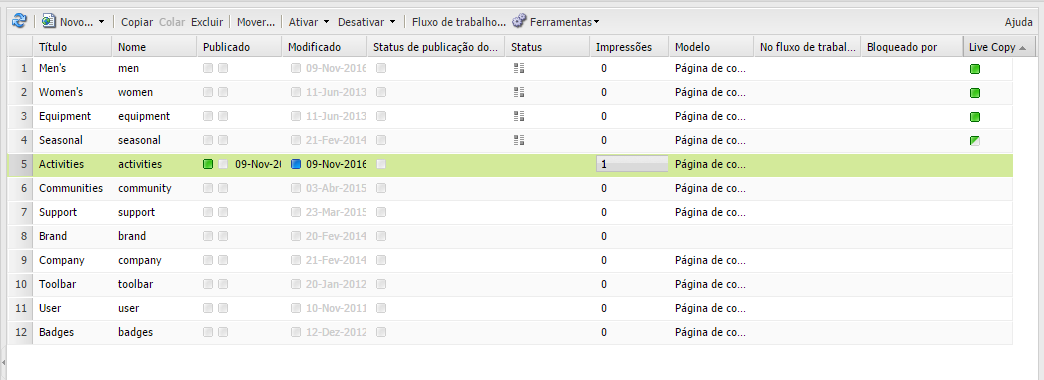 Novo... Copiar Colar Excluir Mover... Ativar Desativar Fluxo de trabalho... Ferramentas Ajuda
Título Nome Publicado Modificado Status de publicação do... Status Impressões Modelo No fluxo de trabal... Bloqueado por Live Copy
1 Men's men 09-Nov-2016 0 Página de co...
2 Women's women 11-Jun-2013 0 Página de co...
3 Equipment equipment 11-Jun-2013 0 Página de co...
4 Seasonal seasonal 21-Fev-2014 0 Página de co...
5 Activities activities 09-Nov-20 09-Nov-2016 1 Página de co...
6 Communities community 03-Abr-2015 0 Página de co...
7 Support support 23-Mar-2015 0 Página de co...
8 Brand brand 20-Fev-2014 0
9 Company company 21-Fev-2014 0 Página de co...
10 Toolbar toolbar 20-Jan-2012 0 Página de co...
11 User user 10-Nov-2011 0 Página de co...
12 Badges badges 12-Dez-2012 0 Página de co...